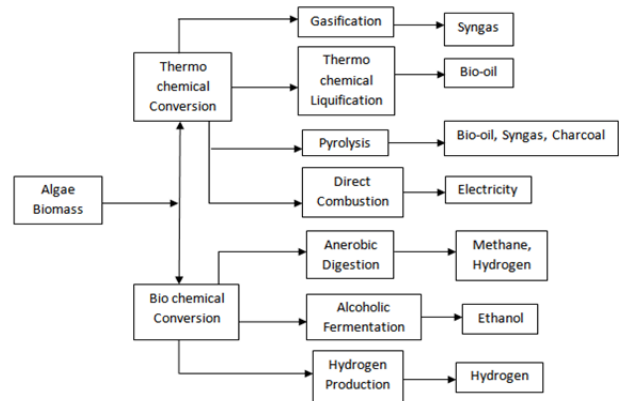 Gasification
Syngas
Thermo
chemical
Conversion
Thermo
chemical
Liquification
Bio-oil
Pyrolysis
Bio-oil, Syngas, Charcoal
Algae
Biomass
Direct
Combustion
Electricity
Anerobic
Digestion
Methane,
Hydrogen
Bio chemical
Conversion
Alcoholic
Fermentation
Ethanol
Hydrogen
Production
Hydrogen